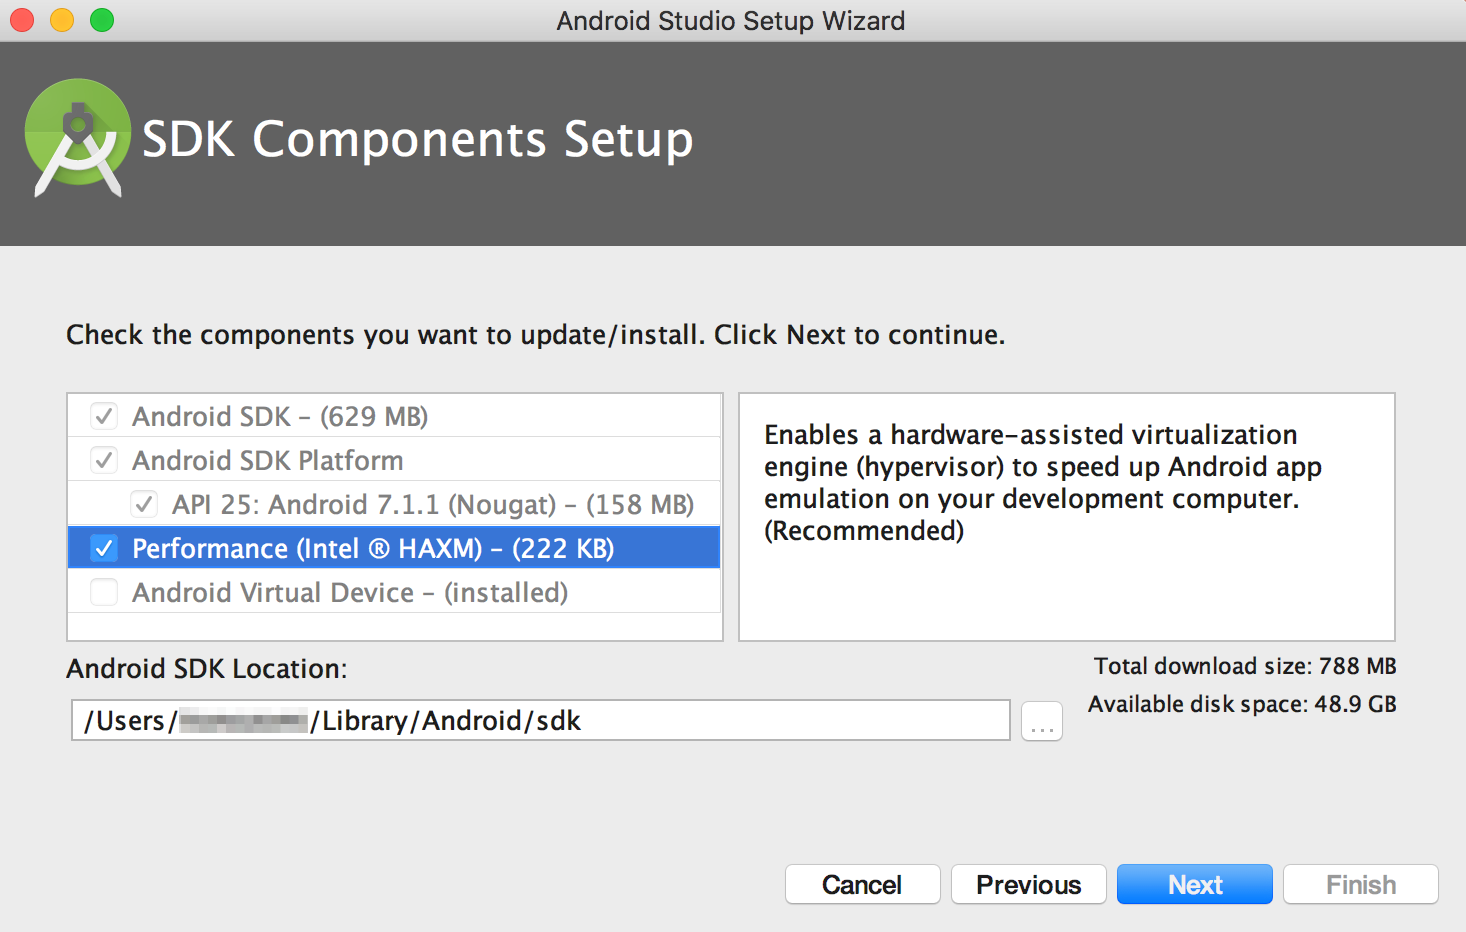 Android Studio Setup Wizard
SDK Components Setup
Check the components you want to update/install. Click Next to continue.
Android SDK – (629 MB)
Android SDK Platform
API 25: Android 7.1.1 (Nougat) – (158 MB)
Performance (Intel ® HAXM) – (222 KB)
Android Virtual Device – (installed)
Enables a hardware-assisted virtualization
engine (hypervisor) to speed up Android app
emulation on your development computer.
(Recommended)
Android SDK Location:
/Users/ /Library/Android/sdk
...
Total download size: 788 MB
Available disk space: 48.9 GB
Cancel
Previous
Next
Finish